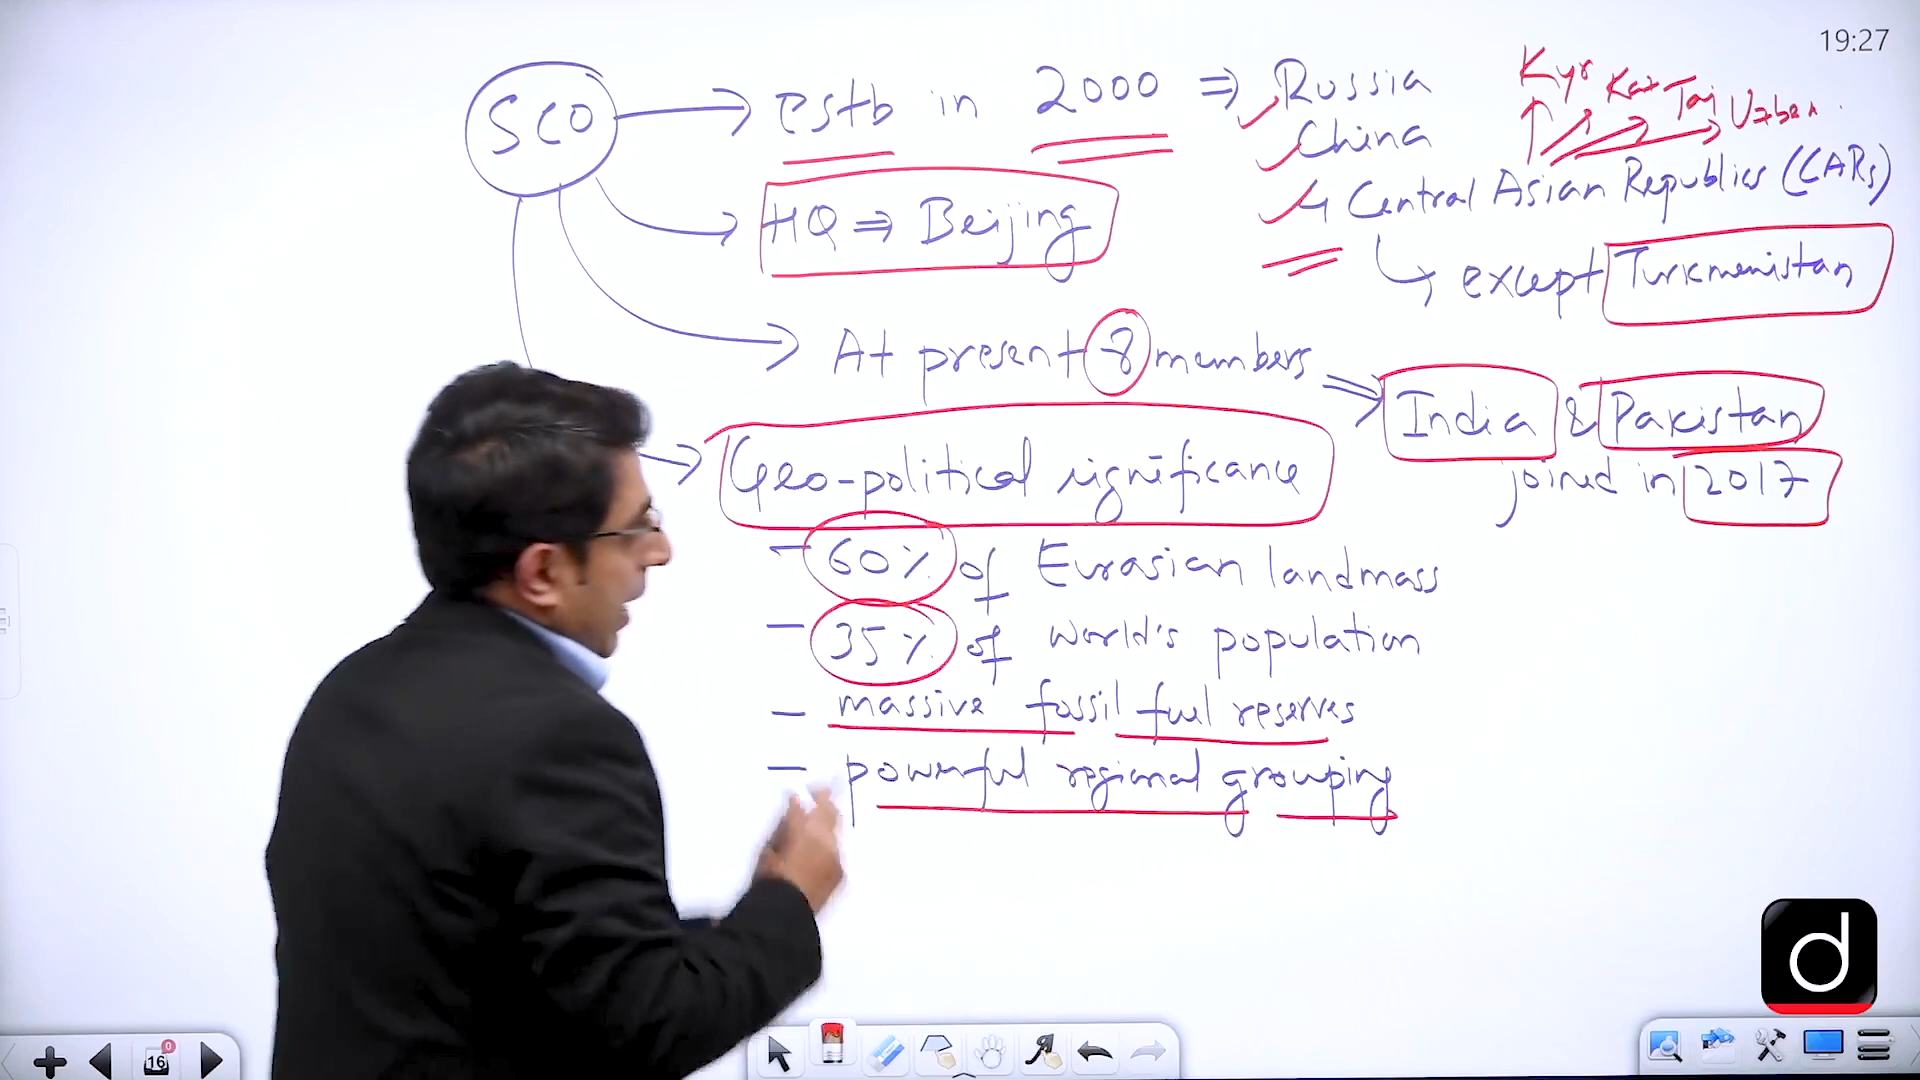 19:27
SCO → estb in 2000 ⇒ Russia
China
4 Central Asian Republics (CARs)
Kyr Kaz Taj Uzbek
except Turkmenistan
HQ ⇒ Beijing
At present 8 members ⇒ India & Pakistan
joined in 2017
Geo-political significance
- 60% of Eurasian landmass
- 35% of world's population
- massive fossil fuel reserves
- powerful regional grouping
d
16
0